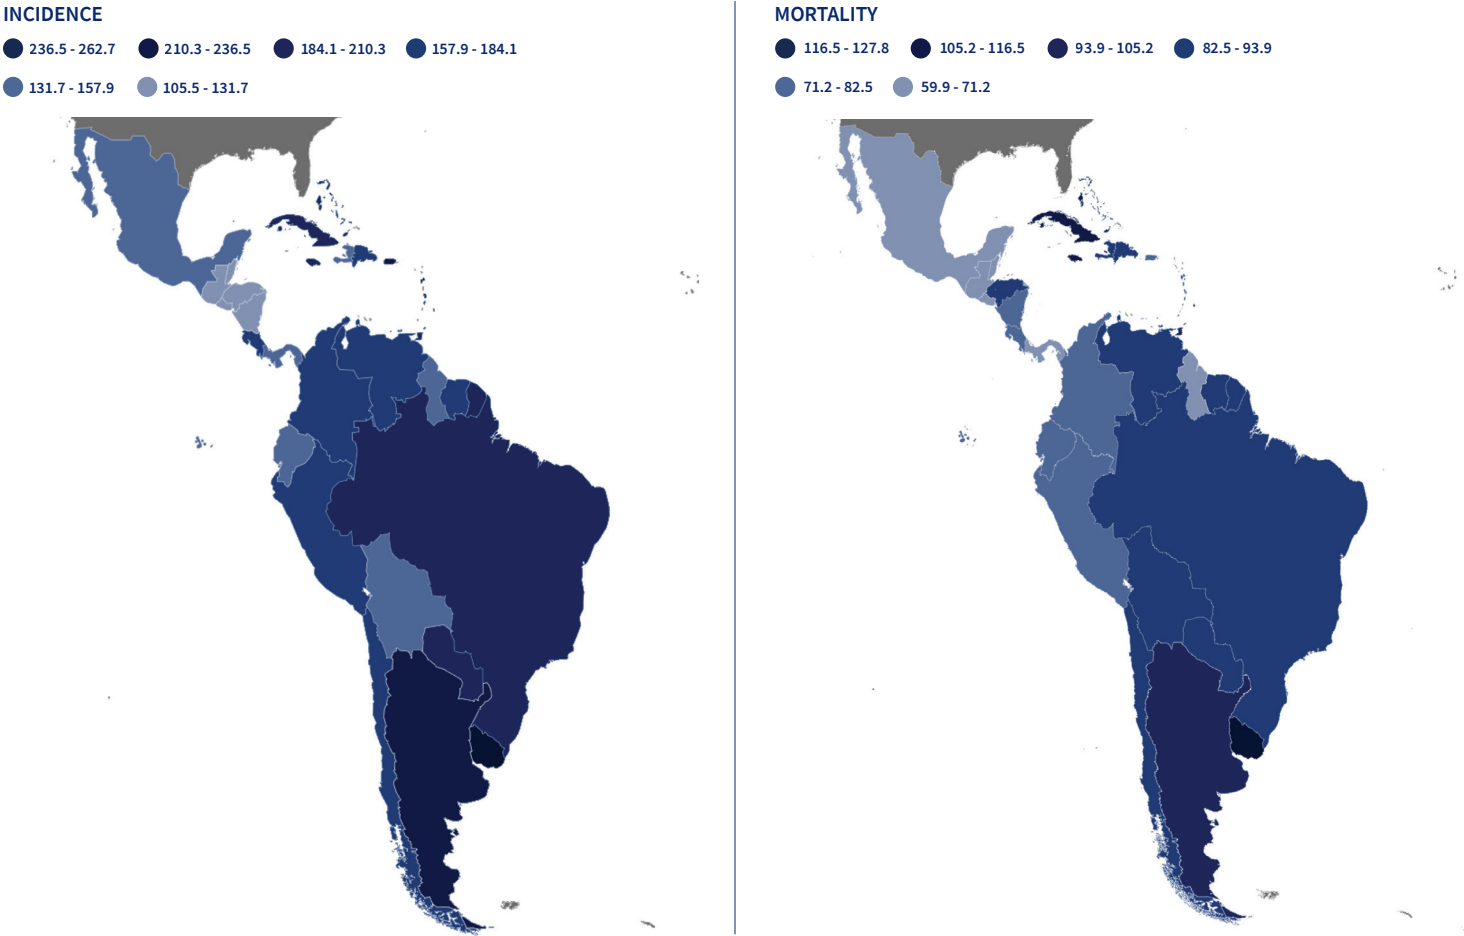 INCIDENCE
236.5 - 262.7 210.3 - 236.5 184.1 - 210.3 157.9 - 184.1
131.7 - 157.9 105.5 - 131.7
MORTALITY
116.5 - 127.8 105.2 - 116.5 93.9 - 105.2 82.5 - 93.9
71.2 - 82.5 59.9 - 71.2